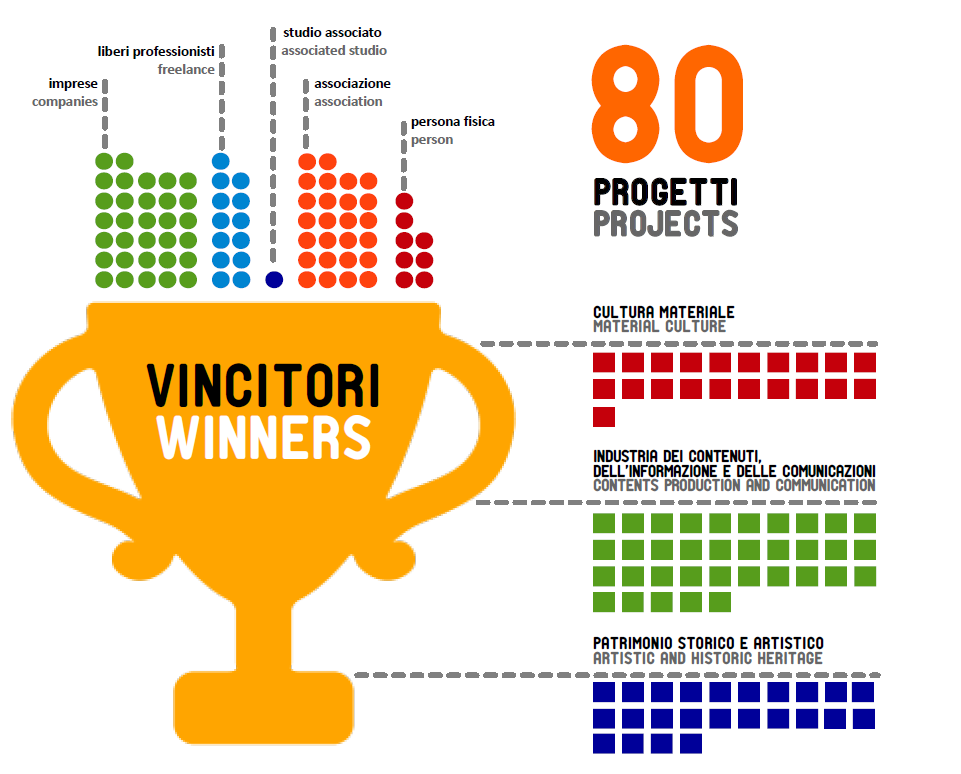 studio associato
associated studio
liberi professionisti
freelance
imprese
companies
associazione
association
persona fisica
person
80
PROGETTI
PROJECTS
VINCITORI
WINNERS
CULTURA MATERIALE
MATERIAL CULTURE
INDUSTRIA DEI CONTENUTI,
DELL'INFORMAZIONE E DELLE COMUNICAZIONI
CONTENTS PRODUCTION AND COMMUNICATION
PATRIMONIO STORICO E ARTISTICO
ARTISTIC AND HISTORIC HERITAGE